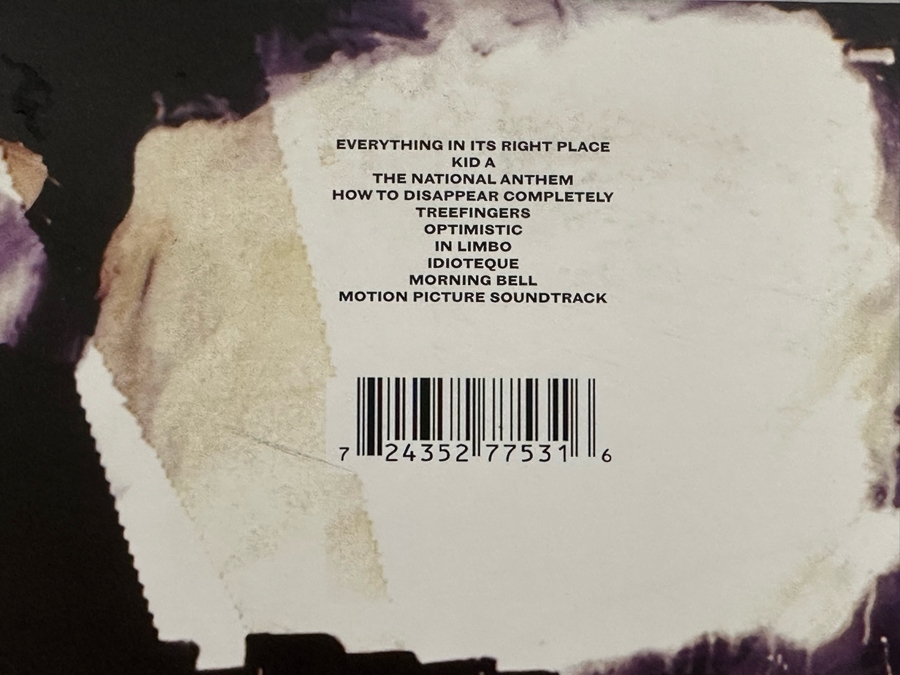 EVERYTHING IN ITS RIGHT PLACE
KID A
THE NATIONAL ANTHEM
HOW TO DISAPPEAR COMPLETELY
TREEFINGERS
OPTIMISTIC
IN LIMBO
IDIOTEQUE
MORNING BELL
MOTION PICTURE SOUNDTRACK
7 24352 77531 6